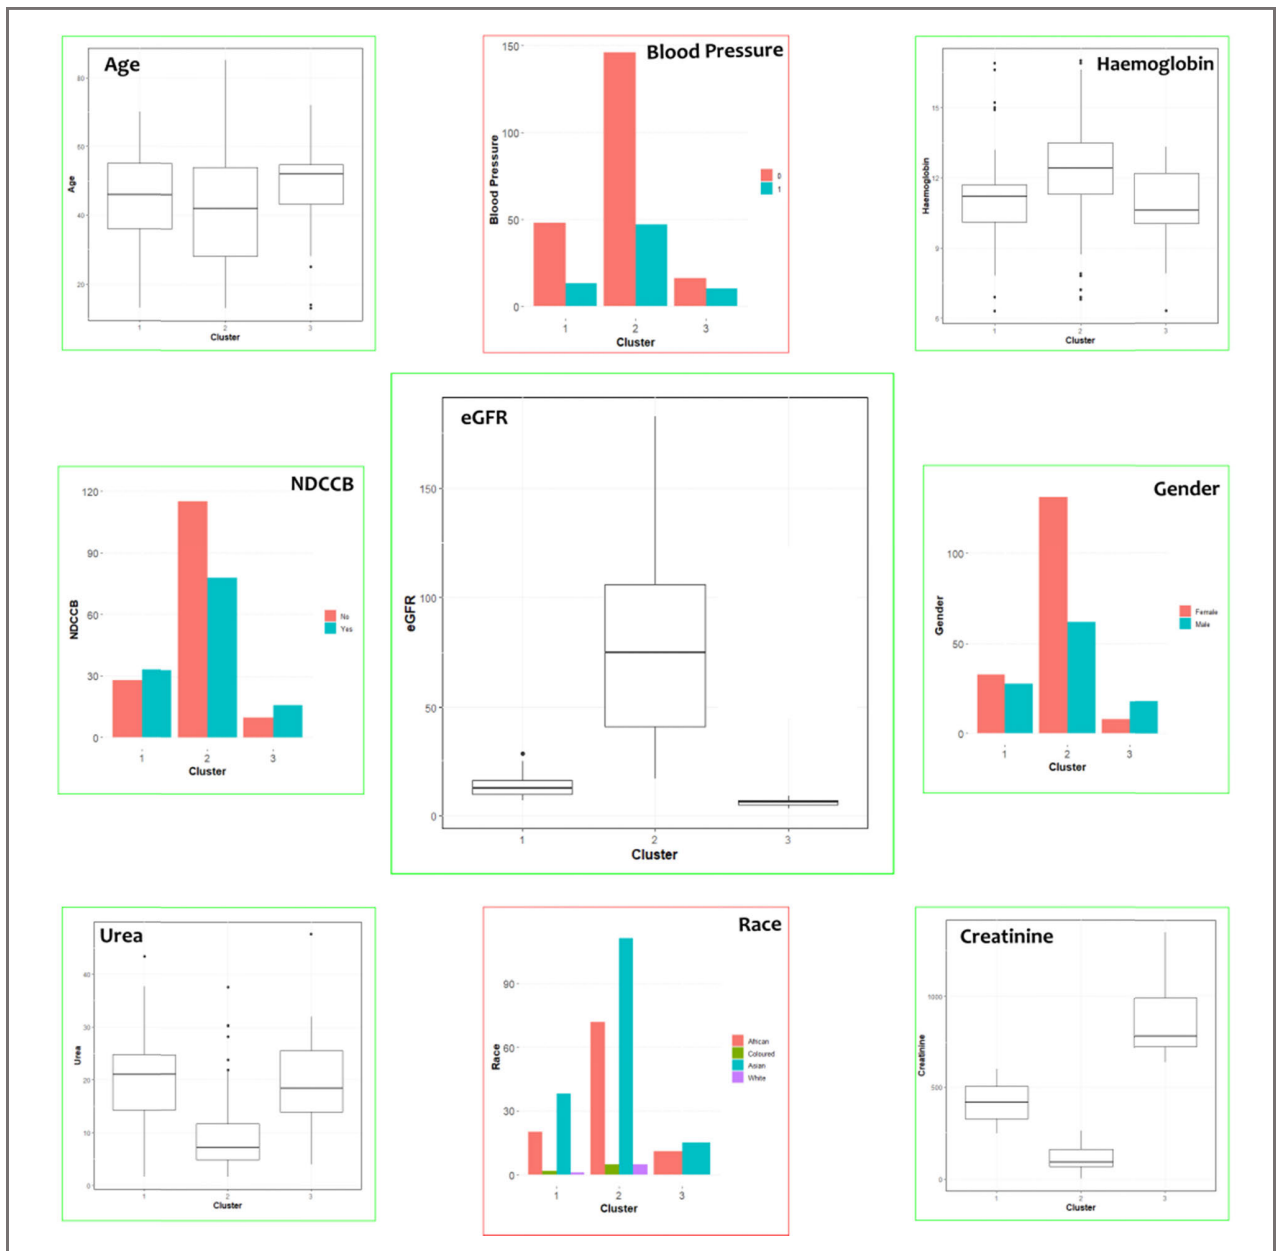 Age
80
60
40
20
Age
1
2
3
Cluster
Blood Pressure
150
100
50
0
Blood Pressure
0
1
1
2
3
Cluster
Haemoglobin
15
12
9
6
Haemoglobin
1
2
3
Cluster
NDCCB
120
90
60
30
0
NDCCB
No
Yes
1
2
3
Cluster
eGFR
150
100
50
0
eGFR
1
2
3
Cluster
Gender
100
50
0
Gender
Female
Male
1
2
3
Cluster
Urea
40
30
20
10
0
Urea
1
2
3
Cluster
Race
90
60
30
0
Race
African
Coloured
Asian
White
1
2
3
Cluster
Creatinine
1000
500
0
Creatinine
1
2
3
Cluster